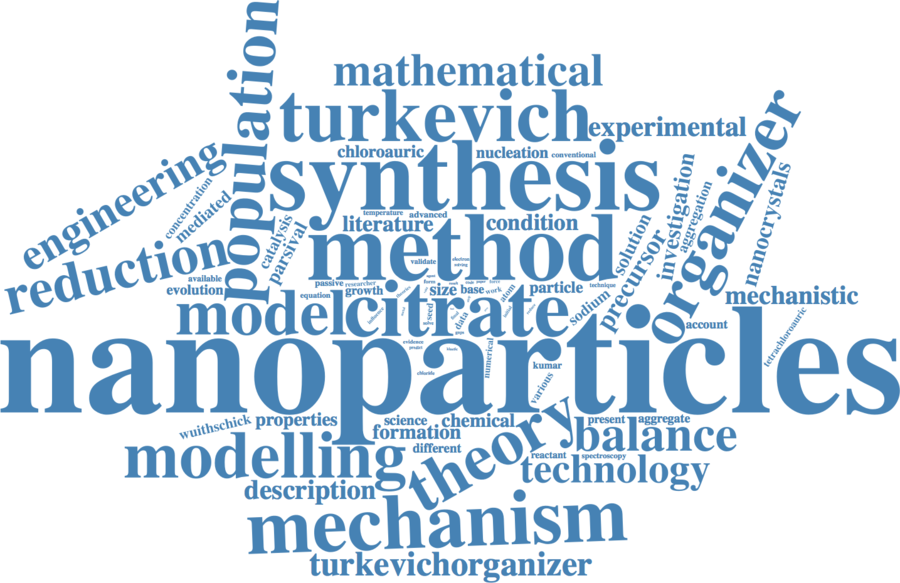 population
mathematical
turkevich
experimental
organizer
engineering
chloroauric
nucleation
conventional
synthesis
concentration
mediated
investigation
aggregation
nanocrystals
temperature
advanced
literature
condition
catalysis
parsival
solution
reduction
method
precursor
validate
available
evolution
passive
researcher
growth
size
base
particle
technique
equation
sodium
mechanistic
model
citrate
seed
data
atom
work
account
tetrachloroauric
nanoparticles
evidence
numerical
kumar
various
wuithschick
properties
science
chemical
formation
different
present
aggregate
theory
balance
modelling
reactant
spectroscopy
technology
description
mechanism
turkevichorganizer